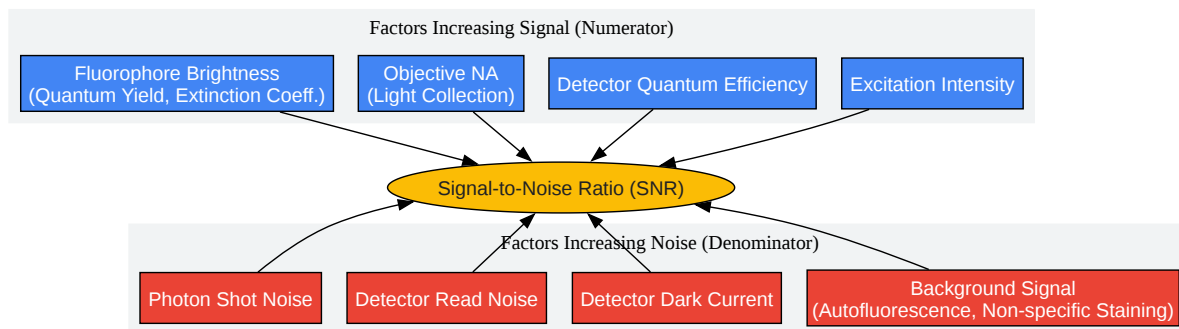 Factors Increasing Signal (Numerator)
Fluorophore Brightness
(Quantum Yield, Extinction Coeff.)
Objective NA
(Light Collection)
Detector Quantum Efficiency
Excitation Intensity
Signal-to-Noise Ratio (SNR)
Factors Increasing Noise (Denominator)
Photon Shot Noise
Detector Read Noise
Detector Dark Current
Background Signal
(Autofluorescence, Non-specific Staining)